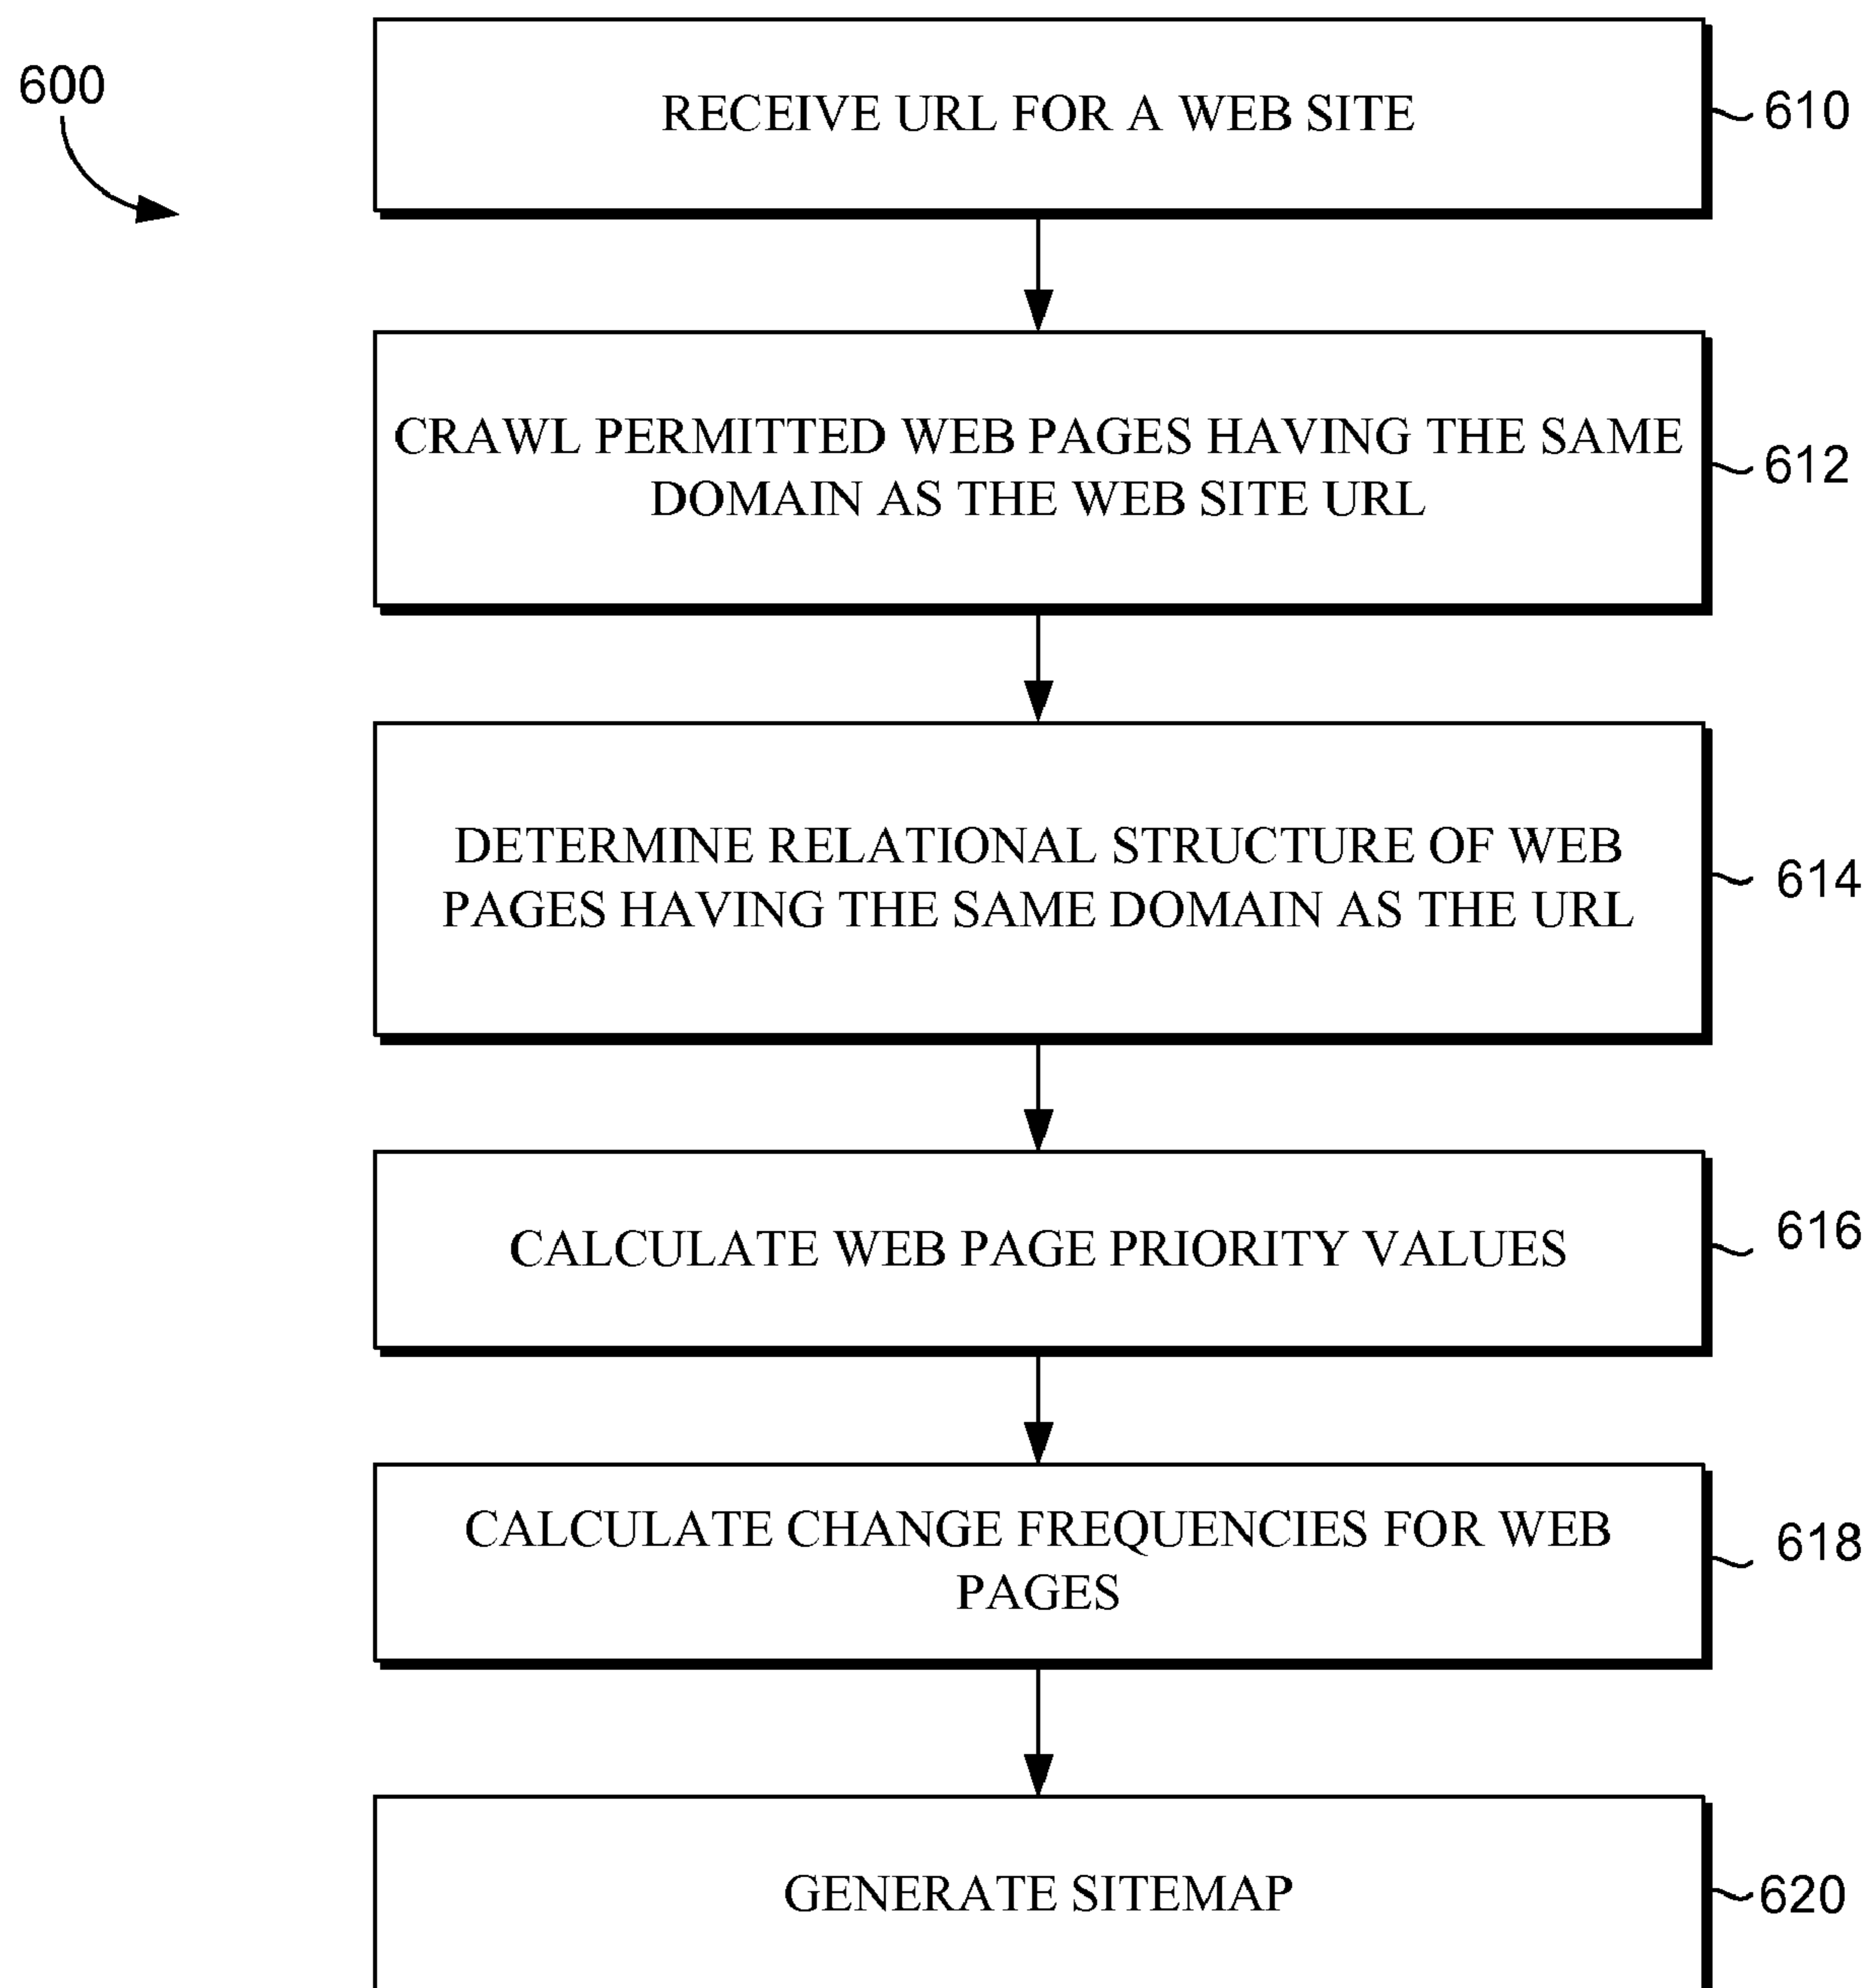 600
RECEIVE URL FOR A WEB SITE
610
CRAWL PERMITTED WEB PAGES HAVING THE SAME
DOMAIN AS THE WEB SITE URL
612
DETERMINE RELATIONAL STRUCTURE OF WEB
PAGES HAVING THE SAME DOMAIN AS THE URL
614
CALCULATE WEB PAGE PRIORITY VALUES
616
CALCULATE CHANGE FREQUENCIES FOR WEB
PAGES
618
GENERATE SITEMAP
620